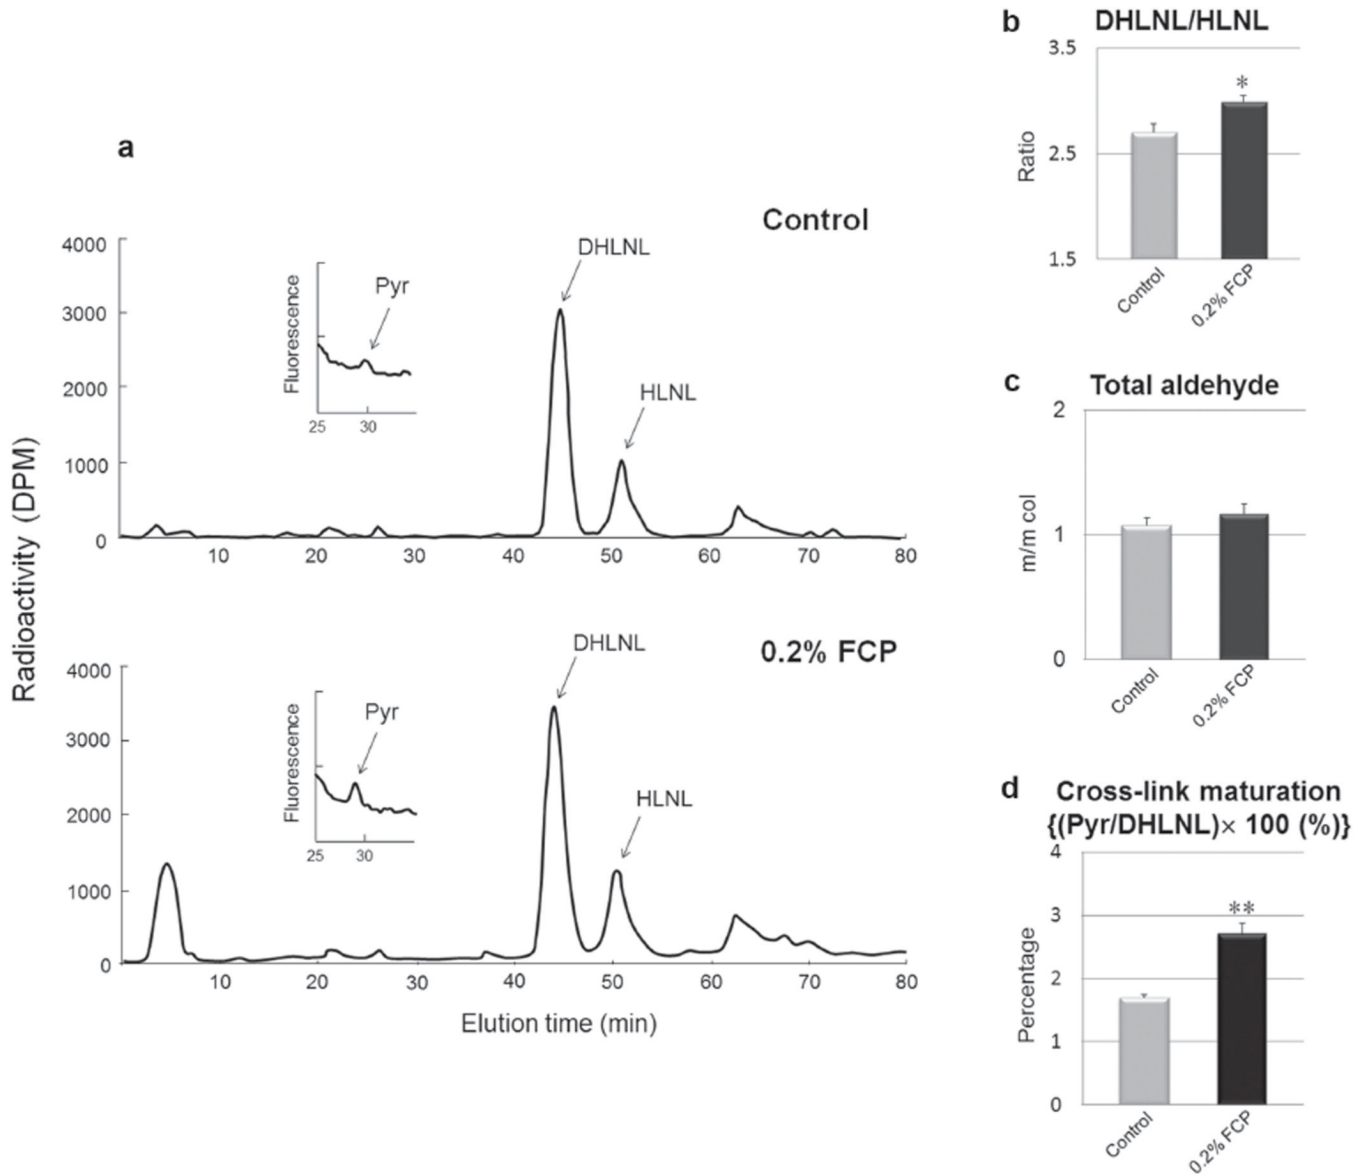 a
Control
4000
3000
2000
1000
0
10 20 30 40 50 60 70 80
Fluorescence
Pyr
25 30
DHLNL
HLNL
Radioactivity (DPM)
0.2% FCP
4000
3000
2000
1000
0
10 20 30 40 50 60 70 80
Fluorescence
Pyr
25 30
DHLNL
HLNL
Elution time (min)
b DHLNL/HLNL
3.5
2.5
1.5
Ratio
*
Control 0.2% FCP
c Total aldehyde
2
1
0
m/m col
Control 0.2% FCP
d Cross-link maturation
{(Pyr/DHLNL)× 100 (%)}
4
3
2
1
0
Percentage
**
Control 0.2% FCP